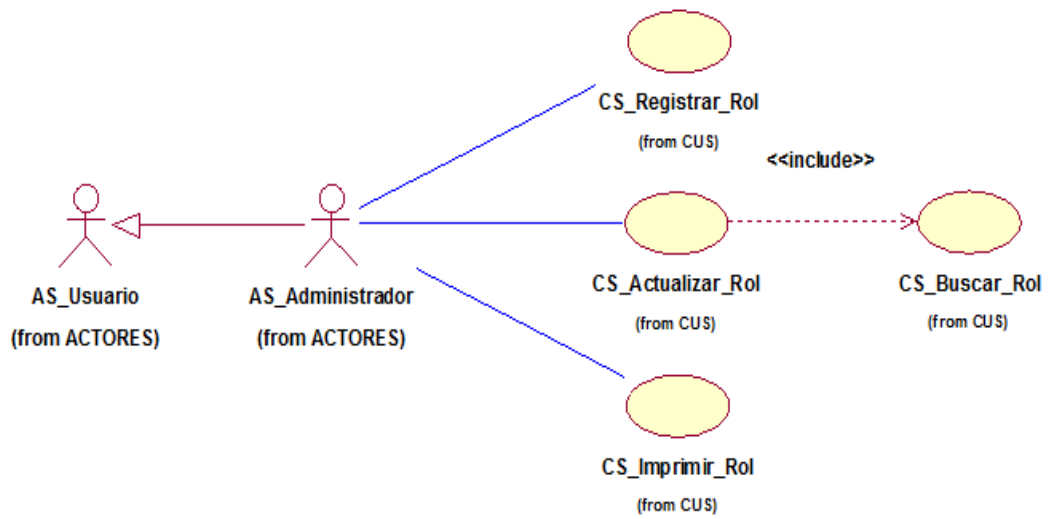 CS_Registrar_Rol
(from CUS)
<<include>>
AS_Usuario
(from ACTORES)
AS_Administrador
(from ACTORES)
CS_Actualizar_Rol
(from CUS)
CS_Buscar_Rol
(from CUS)
CS_Imprimir_Rol
(from CUS)